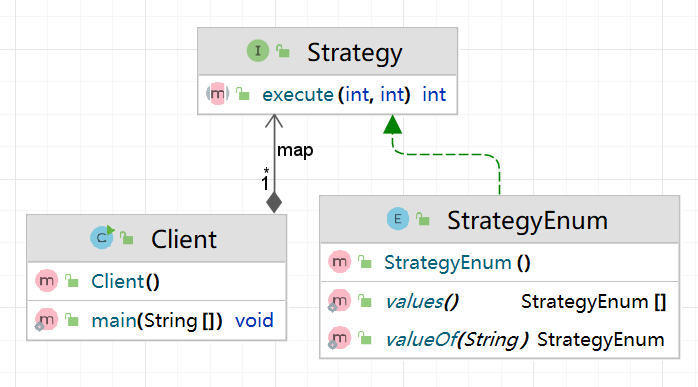 I Strategy
m execute(int, int) int
map
*
1
C Client
m Client()
m main(String[]) void
E StrategyEnum
m StrategyEnum()
m values() StrategyEnum[]
m valueOf(String) StrategyEnum